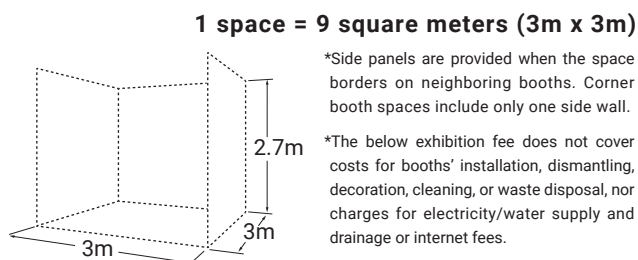 1 space = 9 square meters (3m x 3m)
*Side panels are provided when the space
borders on neighboring booths. Corner
booth spaces include only one side wall.
*The below exhibition fee does not cover
costs for booths’ installation, dismantling,
decoration, cleaning, or waste disposal, nor
charges for electricity/water supply and
drainage or internet fees.
2.7m
3m
3m